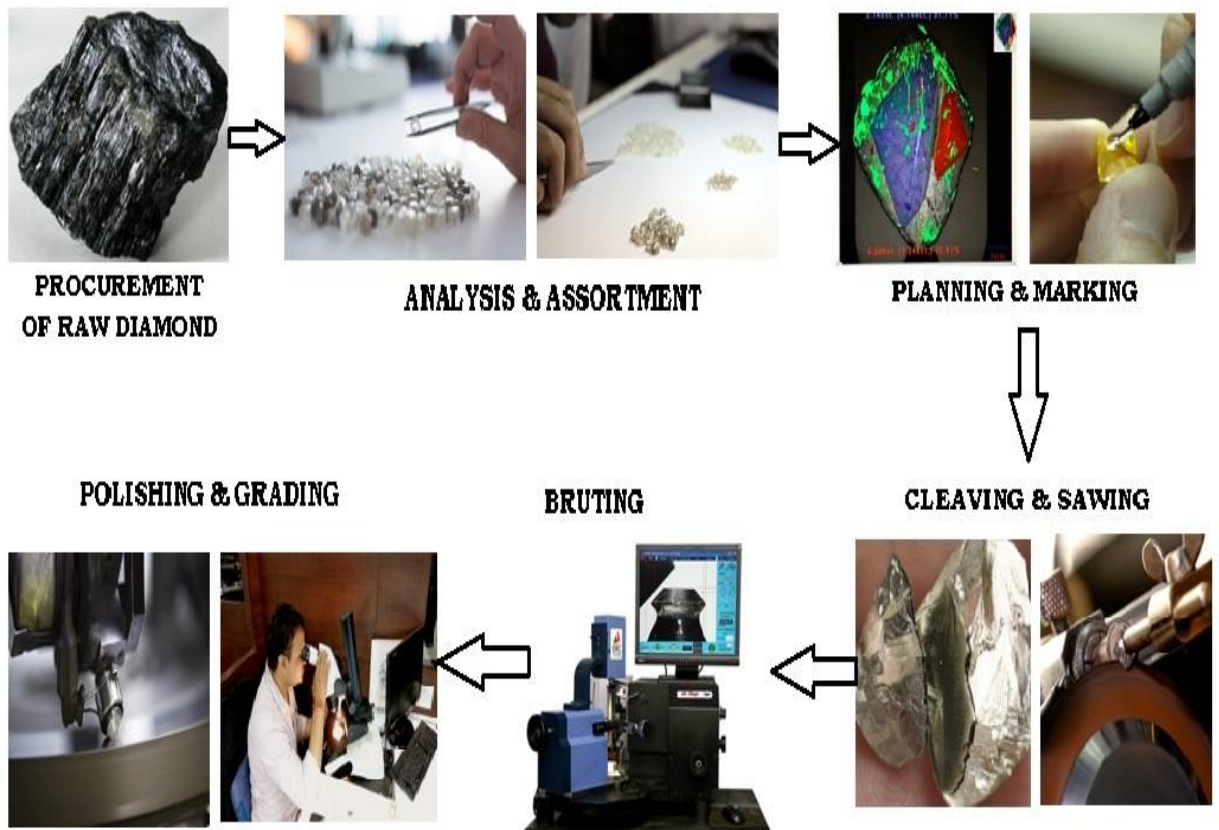 PROCUREMENT
OF RAW DIAMOND
ANALYSIS & ASSORTMENT
PLANNING & MARKING
CLEAVING & SAWING
BRUTING
POLISHING & GRADING